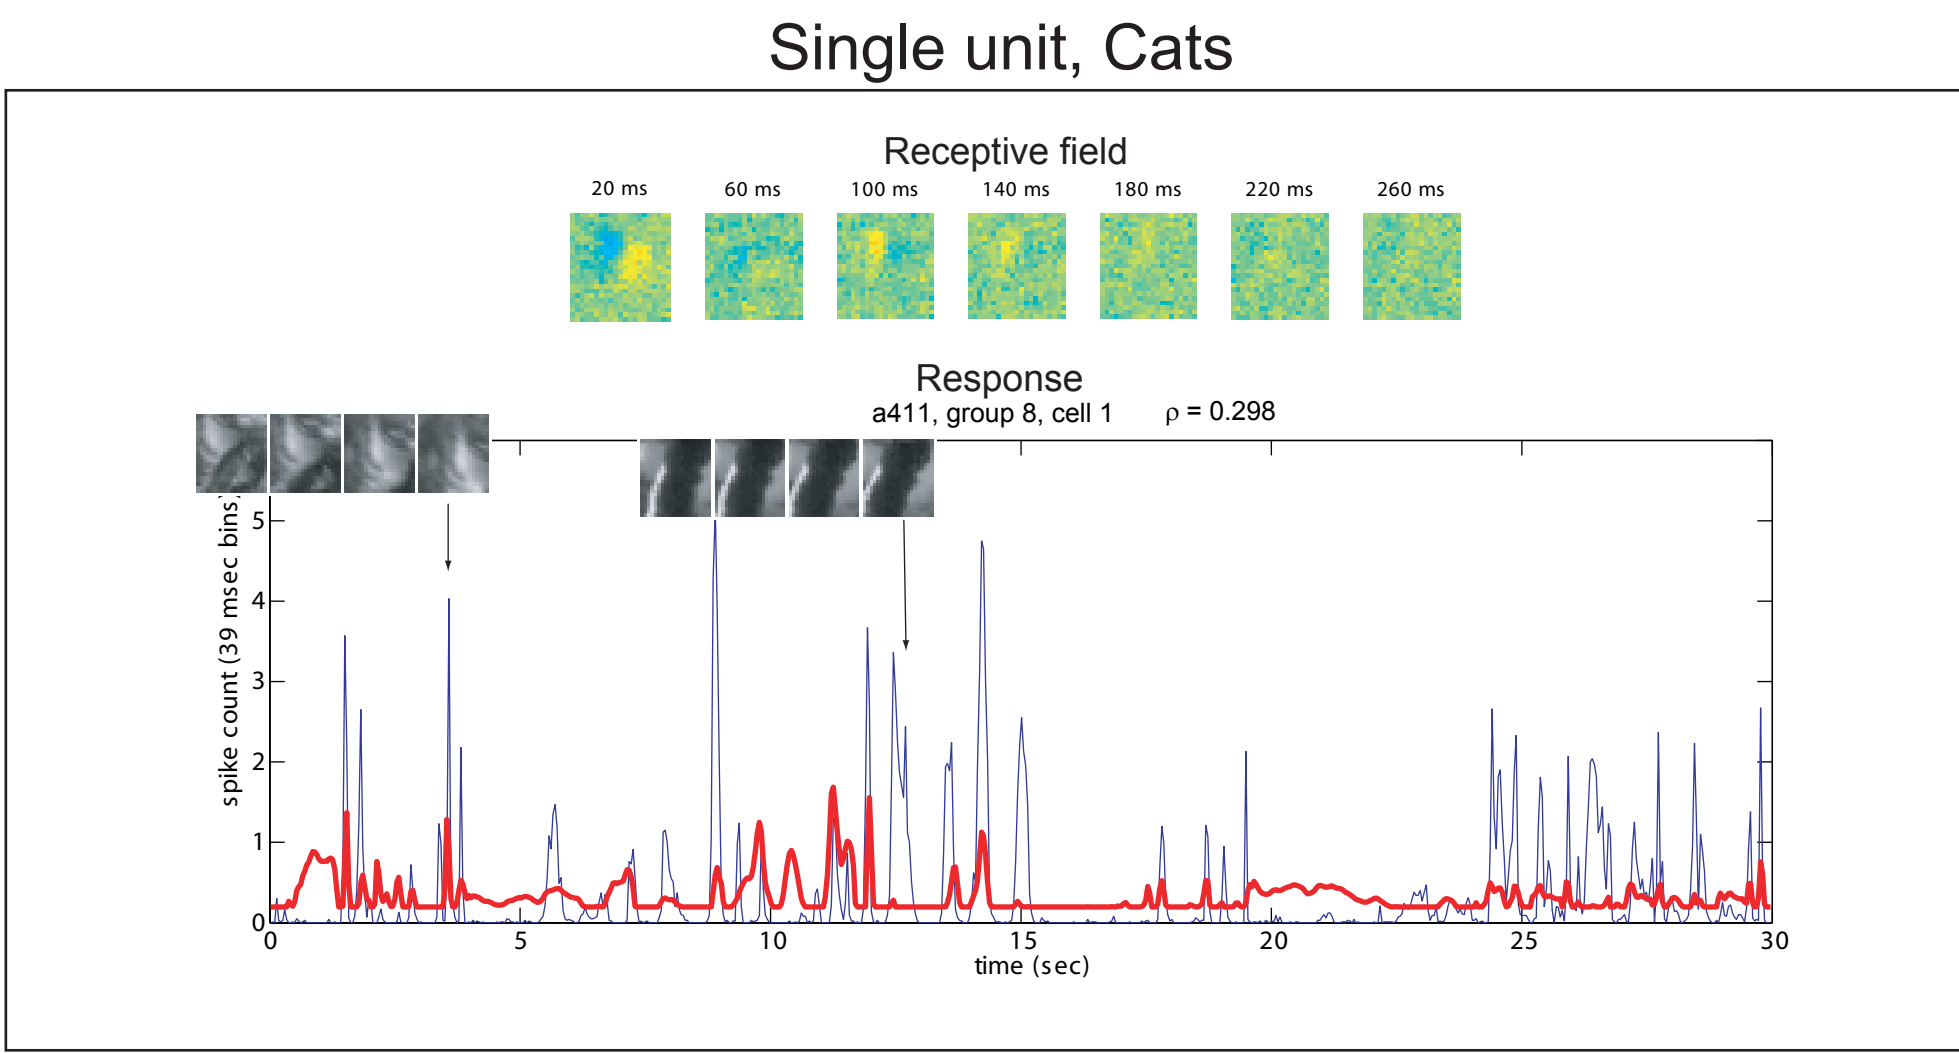 Single unit, Cats
Receptive field
20 ms 60 ms 100 ms 140 ms 180 ms 220 ms 260 ms
Response
a411, group 8, cell 1 ρ = 0.298
spike count (39 msec bins)
5
4
3
2
1
0
0 5 10 15 20 25 30
time (sec)